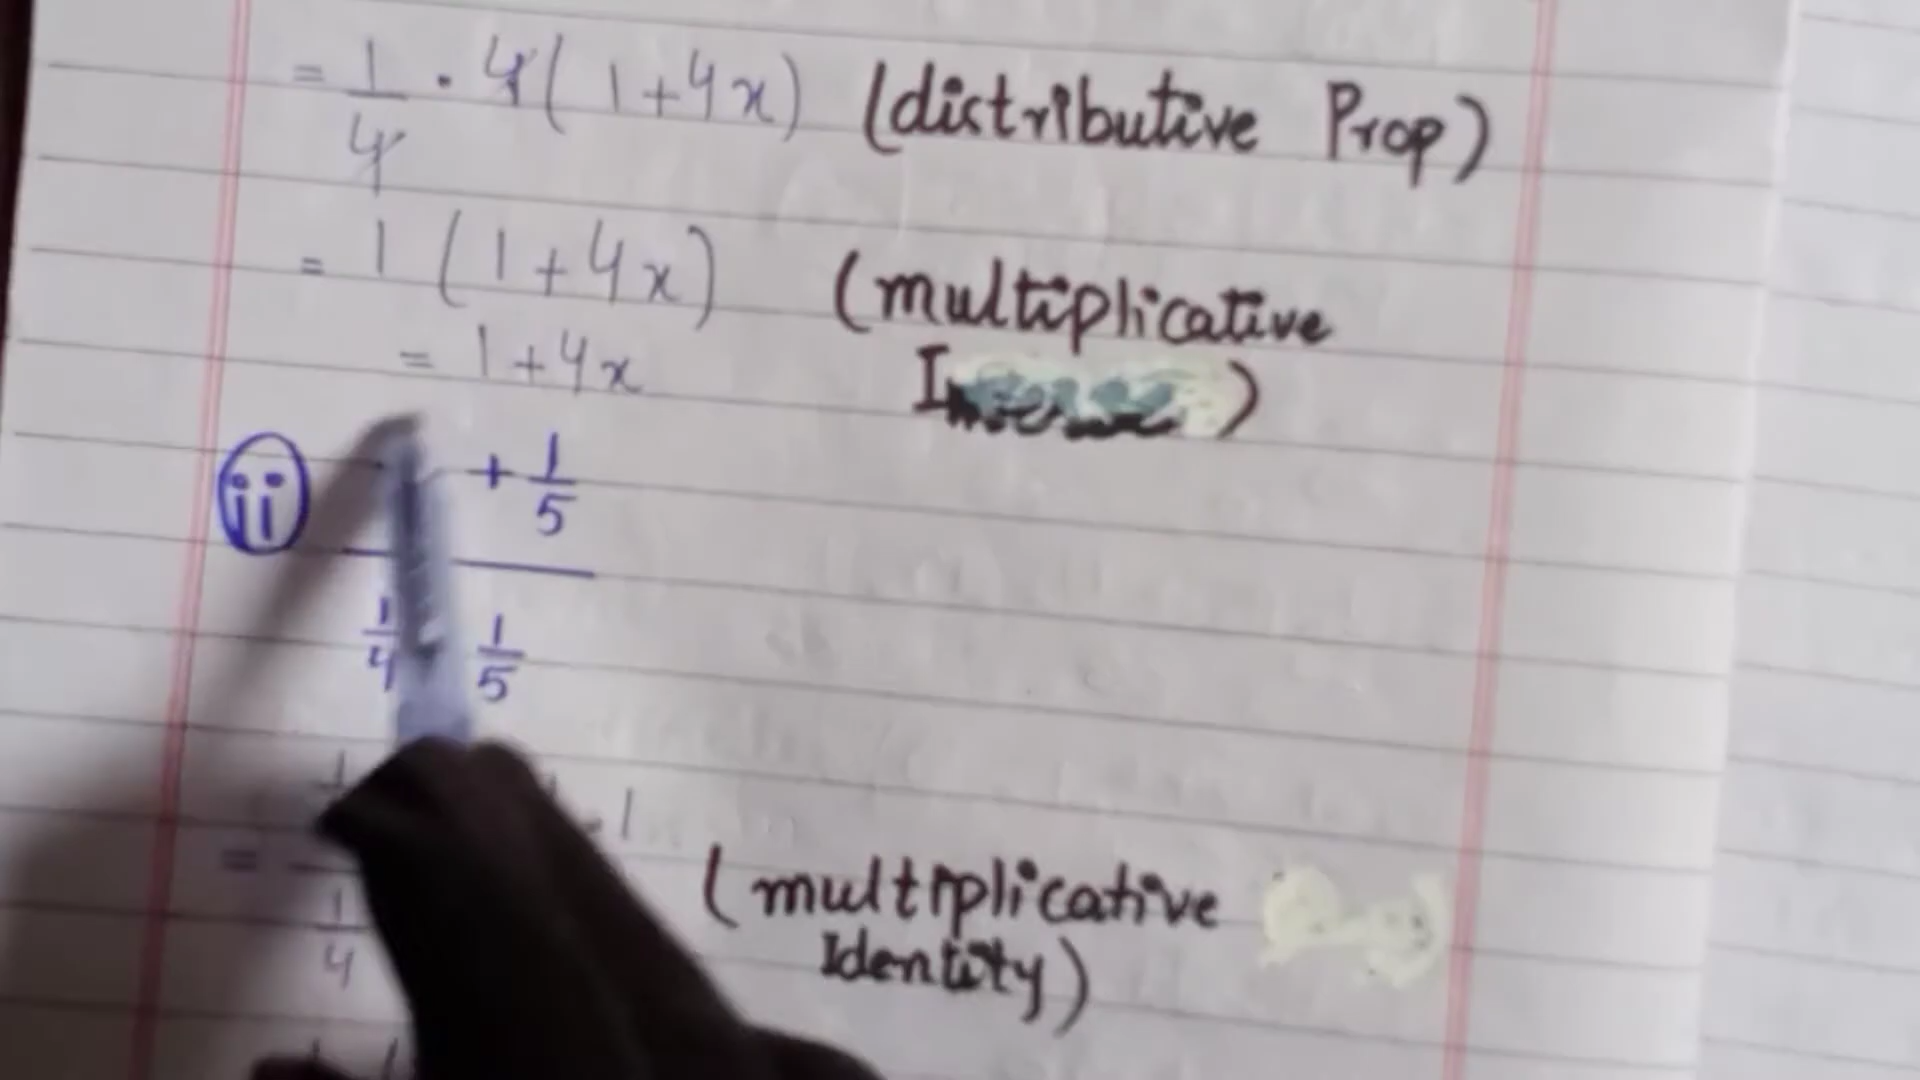 = 1/4 · 4(1+4x) (distributive Prop)
= 1 (1+4x) (multiplicative
= 1+4x
ii + 1/5
1/4 1/5
- 1
=
(multiplicative
1/4 Identity)